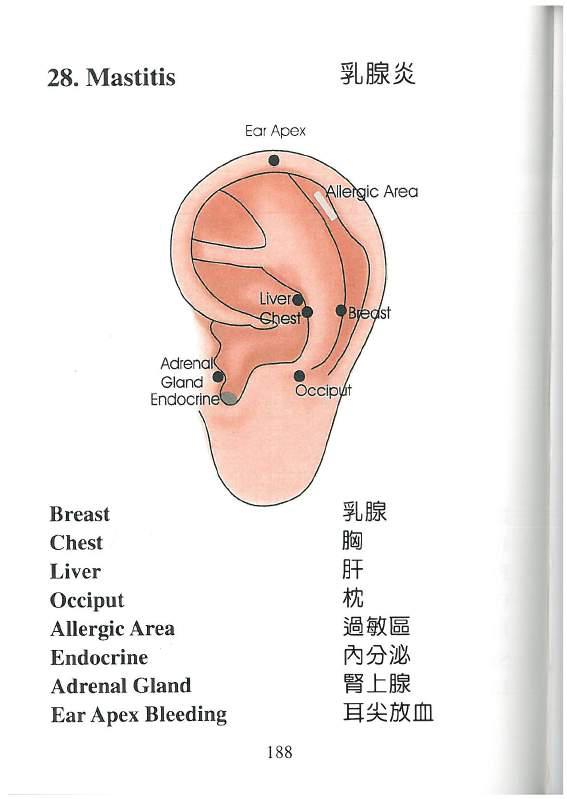 28. Mastitis 乳腺炎
Ear Apex
Allergic Area
Liver
Chest
Breast
Adrenal
Gland
Endocrine
Occiput
Breast 乳腺
Chest 胸
Liver 肝
Occiput 枕
Allergic Area 過敏區
Endocrine 內分泌
Adrenal Gland 腎上腺
Ear Apex Bleeding 耳尖放血
188